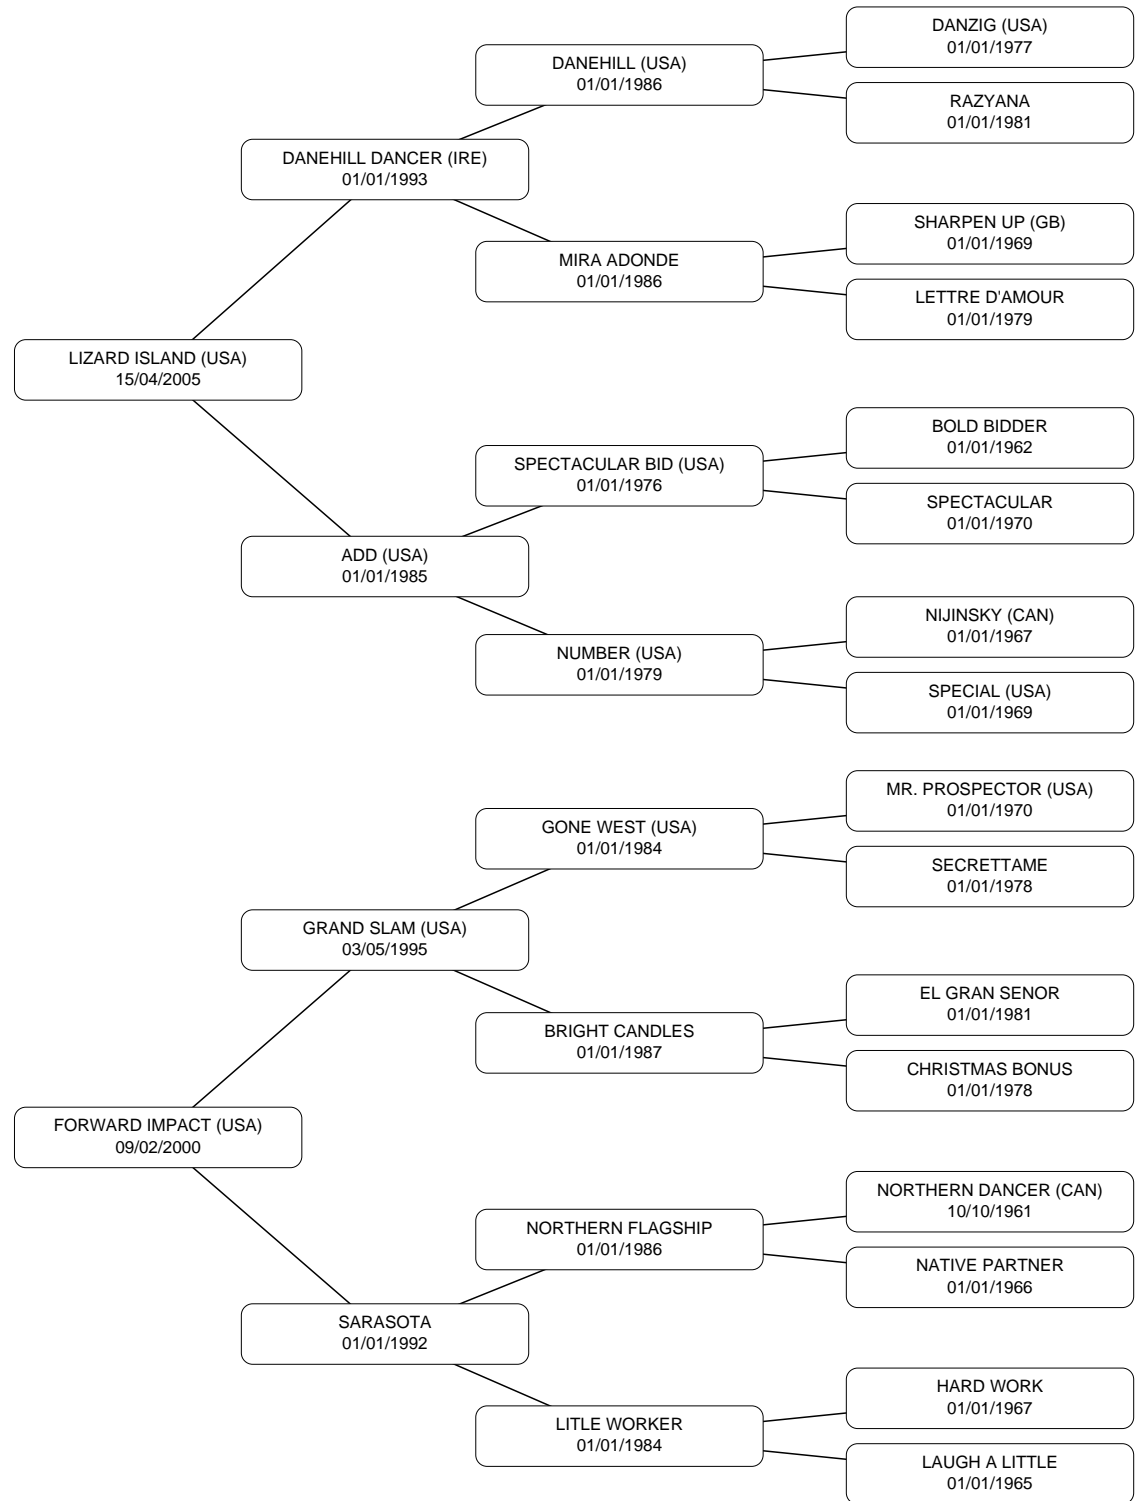 DANZIG (USA)
01/01/1977
DANEHILL (USA)
01/01/1986
RAZYANA
01/01/1981
DANEHILL DANCER (IRE)
01/01/1993
SHARPEN UP (GB)
01/01/1969
MIRA ADONDE
01/01/1986
LETTRE D'AMOUR
01/01/1979
LIZARD ISLAND (USA)
15/04/2005
BOLD BIDDER
01/01/1962
SPECTACULAR BID (USA)
01/01/1976
SPECTACULAR
01/01/1970
ADD (USA)
01/01/1985
NIJINSKY (CAN)
01/01/1967
NUMBER (USA)
01/01/1979
SPECIAL (USA)
01/01/1969
MR. PROSPECTOR (USA)
01/01/1970
GONE WEST (USA)
01/01/1984
SECRETTAME
01/01/1978
GRAND SLAM (USA)
03/05/1995
EL GRAN SENOR
01/01/1981
BRIGHT CANDLES
01/01/1987
CHRISTMAS BONUS
01/01/1978
FORWARD IMPACT (USA)
09/02/2000
NORTHERN DANCER (CAN)
10/10/1961
NORTHERN FLAGSHIP
01/01/1986
NATIVE PARTNER
01/01/1966
SARASOTA
01/01/1992
HARD WORK
01/01/1967
LITLE WORKER
01/01/1984
LAUGH A LITTLE
01/01/1965